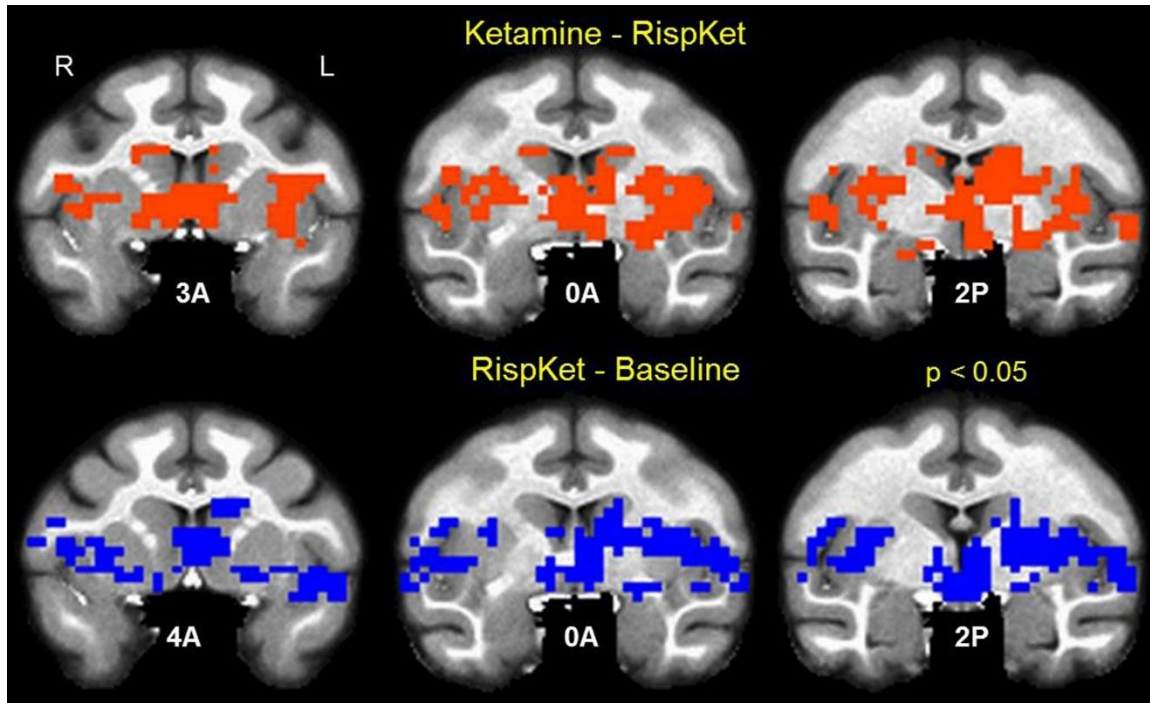 Ketamine - RispKet
R L
3A 0A 2P
RispKet - Baseline p < 0.05
4A 0A 2P